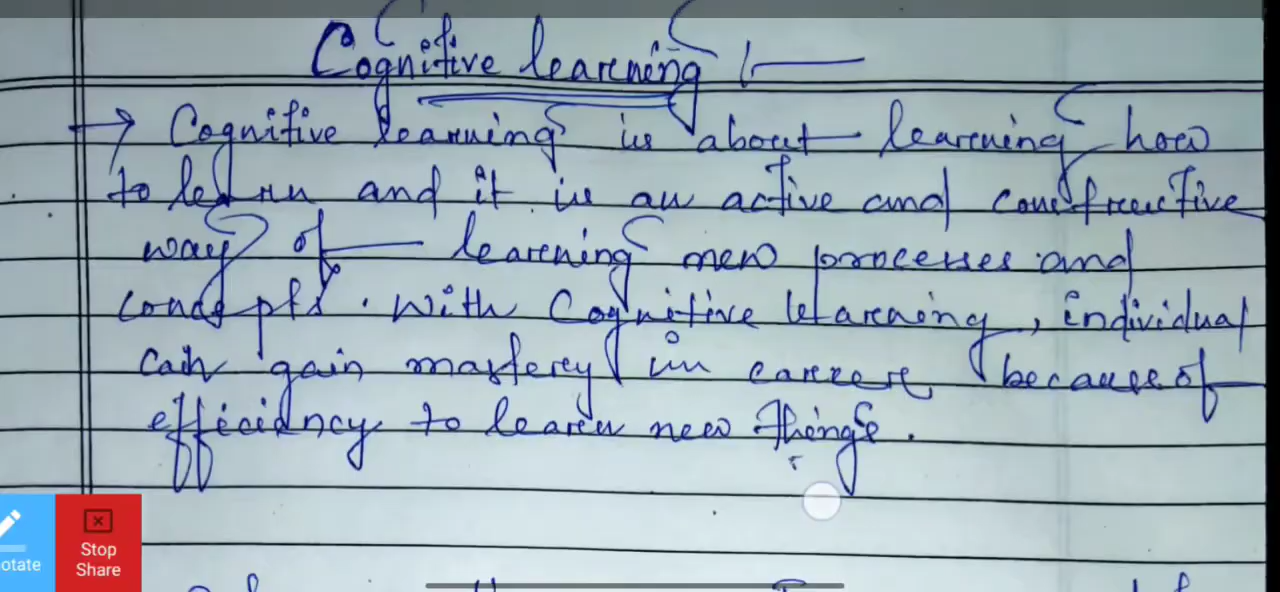 Cognitive learning :-
→ Cognitive learning is about learning how
to learn and it is an active and constructive
way of learning new processes and
concepts. With Cognitive learning, individual
can gain mastery in career, because of
efficiency to learn new things.
otate
Stop
Share